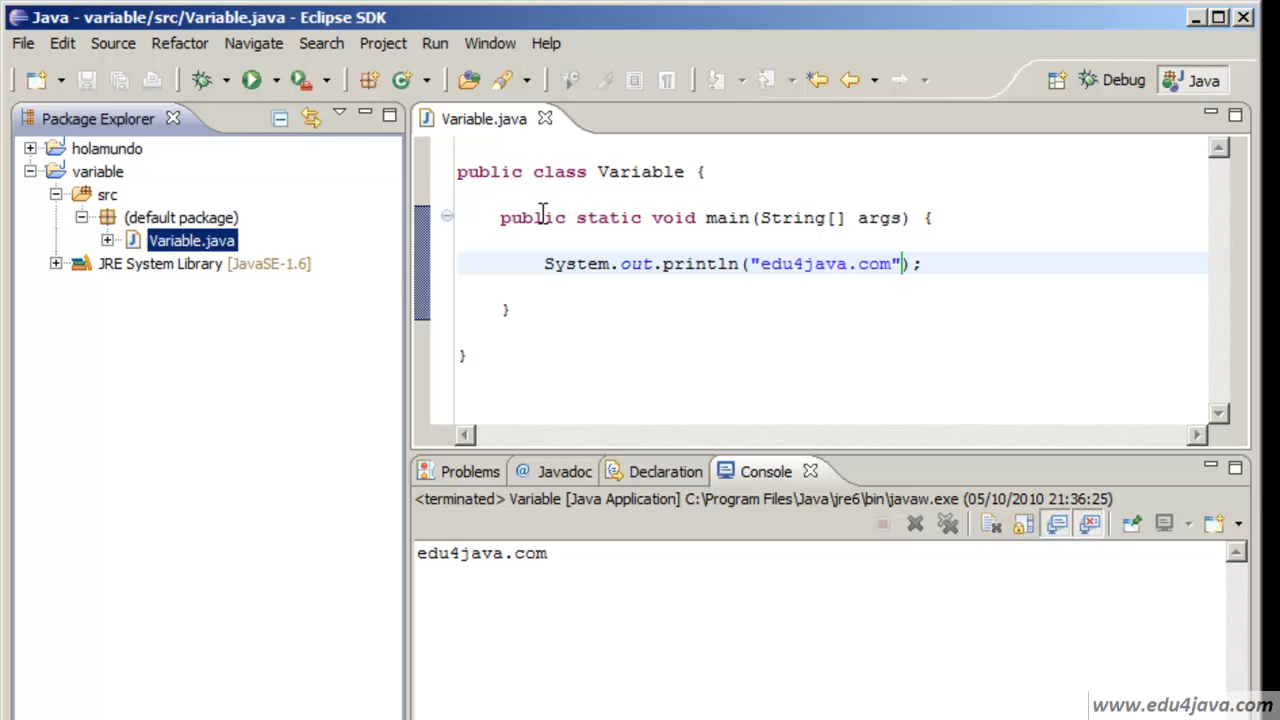 Java - variable/src/Variable.java - Eclipse SDK
File Edit Source Refactor Navigate Search Project Run Window Help
Debug Java
Package Explorer
holamundo
variable
src
(default package)
Variable.java
JRE System Library [JavaSE-1.6]
Variable.java
public class Variable {
public static void main(String[] args) {
System.out.println("edu4java.com");
}
}
Problems Javadoc Declaration Console
<terminated> Variable [Java Application] C:\Program Files\Java\jre6\bin\javaw.exe (05/10/2010 21:36:25)
edu4java.com
www.edu4java.com